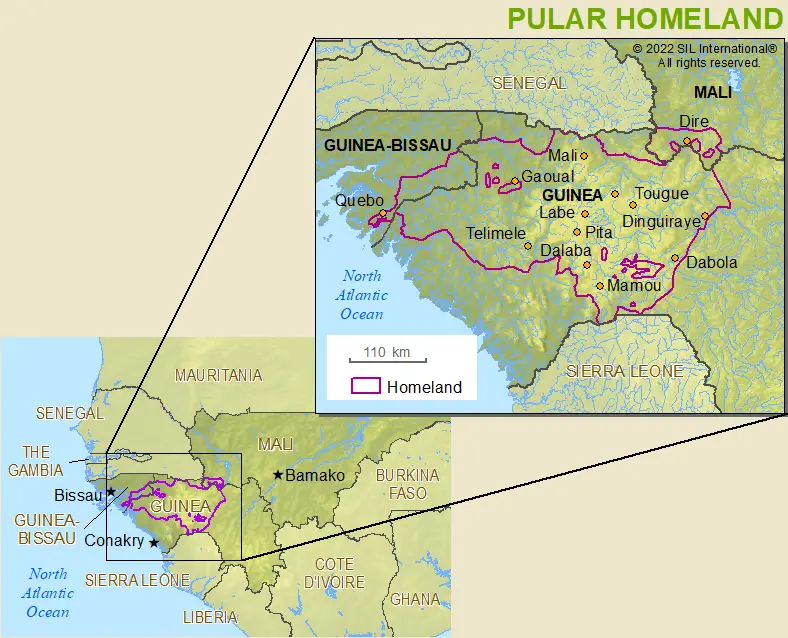 PULAR HOMELAND
© 2022 SIL International®
All rights reserved.
SENEGAL
MALI
Dire
GUINEA-BISSAU
Mali
Gaoual
GUINEA
Tougue
Quebo
Labe
Dinguiraye
Telimele
Pita
Dalaba
Dabola
North
Atlantic
Ocean
Mamou
110 km
Homeland
SIERRA LEONE
MAURITANIA
SENEGAL
THE
GAMBIA
MALI
Bamako
BURKINA
FASO
Bissau
GUINEA
GUINEA-
BISSAU
Conakry
North
Atlantic
Ocean
SIERRA LEONE
COTE
D'IVOIRE
GHANA
LIBERIA